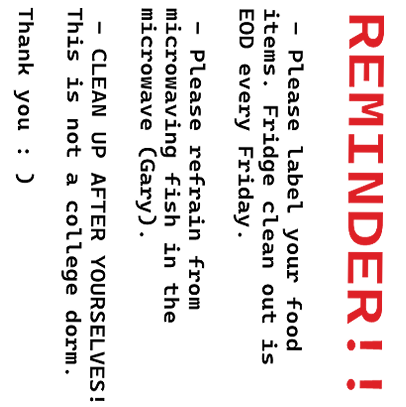 REMINDER!!
- Please label your food
items. Fridge clean out is
EOD every Friday.
- Please refrain from
microwaving fish in the
microwave (Gary).
- CLEAN UP AFTER YOURSELVES!
This is not a college dorm.
Thank you : )